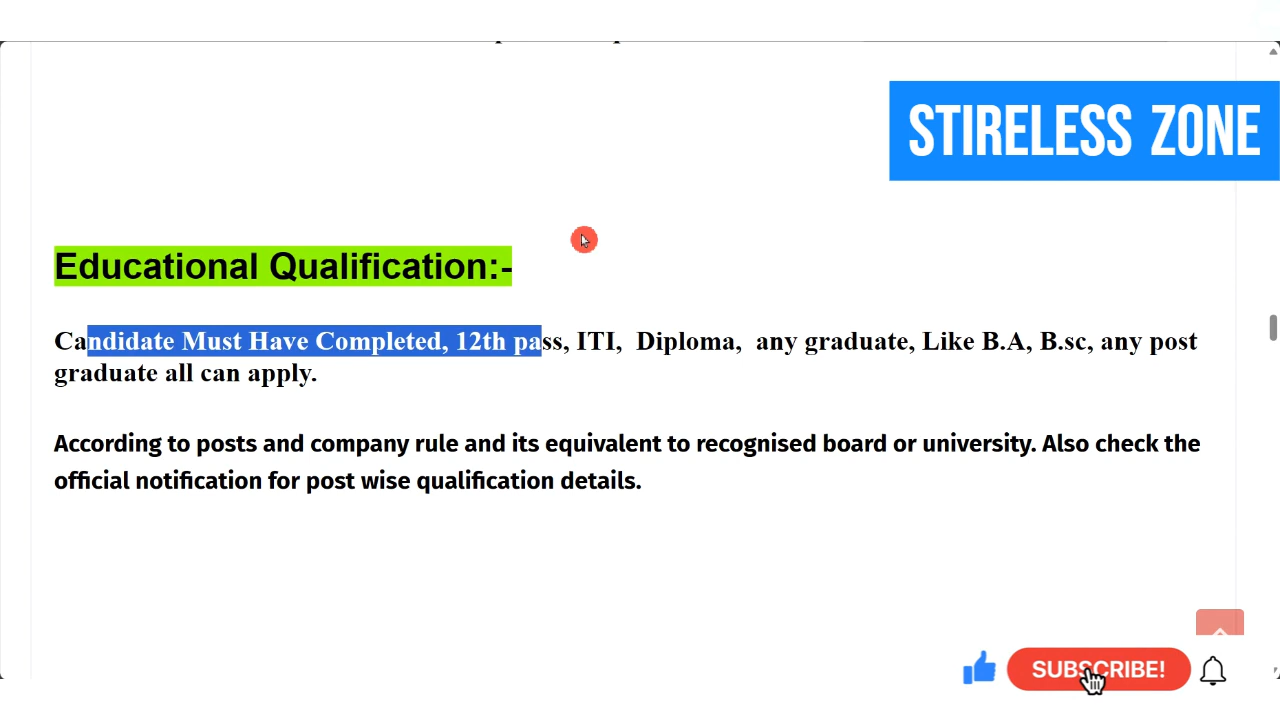 STIRELESS ZONE
Educational Qualification:-
Candidate Must Have Completed, 12th pass, ITI, Diploma, any graduate, Like B.A, B.sc, any post
graduate all can apply.
According to posts and company rule and its equivalent to recognised board or university. Also check the
official notification for post wise qualification details.
SUBSCRIBE!